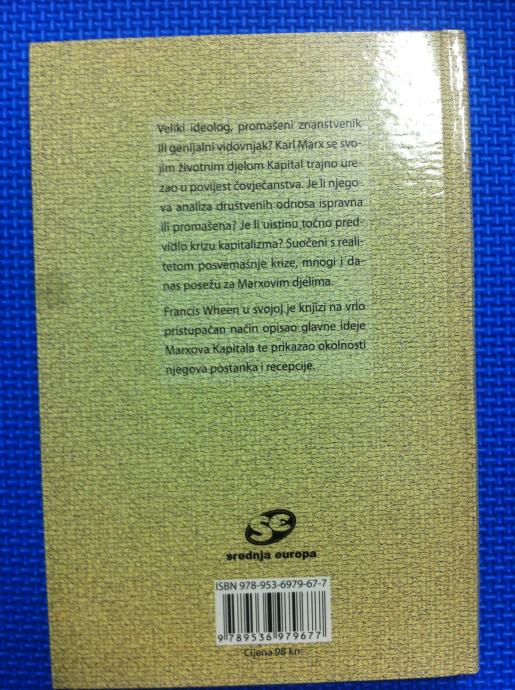 Veliki ideolog, promašeni znanstvenik
ili genijalni vidovnjak? Karl Marx se svo-
jim životnim djelom Kapital trajno ure-
zao u povijest čovječanstva. Je li njego-
va analiza društvenih odnosa ispravna
ili promašena? Je li uistinu točno pred-
vidio krizu kapitalizma? Suočeni s reali-
tetom posvemašnje krize, mnogi i da-
nas posežu za Marxovim djelima.
Francis Wheen u svojoj je knjizi na vrlo
pristupačan način opisao glavne ideje
Marxova Kapitala te prikazao okolnosti
njegova postanka i recepcije.
se
srednja europa
ISBN 978-953-6979-67-7
9 789536 979677
Cijena 98 kn